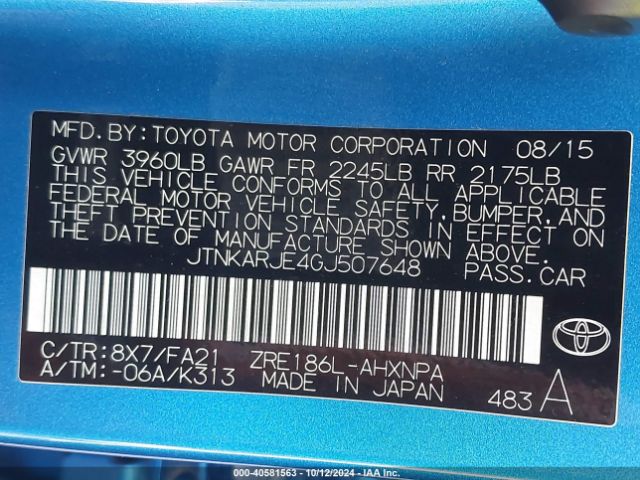 MFD.BY:TOYOTA MOTOR CORPORATION 08/15
GVWR 3960LB GAWR FR 2245LB RR 2175LB
THIS VEHICLE CONFORMS TO ALL APPLICABLE
FEDERAL MOTOR VEHICLE SAFETY,BUMPER,AND
THEFT PREVENTION STANDARDS IN EFFECT ON
THE DATE OF MANUFACTURE SHOWN ABOVE.
JTNKARJE4GJ507648 PASS.CAR
C/TR:8X7/FA21 ZRE186L-AHXNPA
A/TM:-06A/K313 MADE IN JAPAN 483A
000-40581563 - 10/12/2024 - IAA Inc.